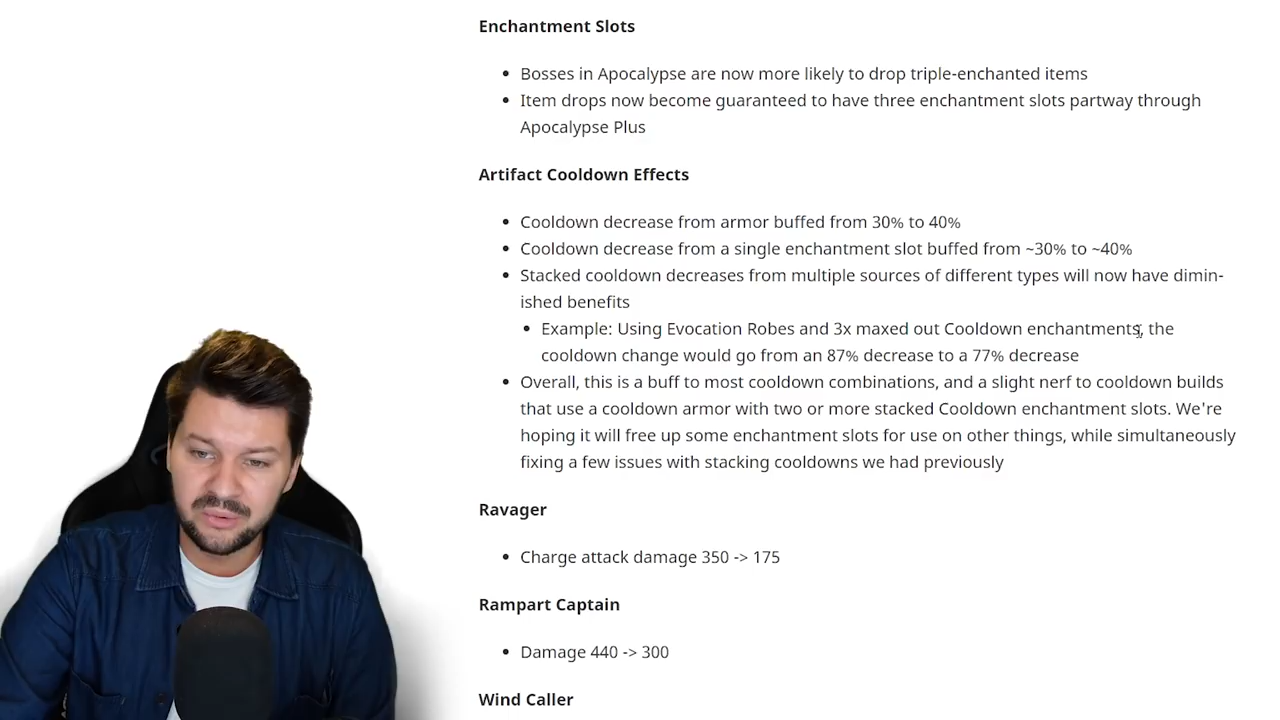 Enchantment Slots
• Bosses in Apocalypse are now more likely to drop triple-enchanted items
• Item drops now become guaranteed to have three enchantment slots partway through
Apocalypse Plus
Artifact Cooldown Effects
• Cooldown decrease from armor buffed from 30% to 40%
• Cooldown decrease from a single enchantment slot buffed from ~30% to ~40%
• Stacked cooldown decreases from multiple sources of different types will now have dimin-
ished benefits
• Example: Using Evocation Robes and 3x maxed out Cooldown enchantments, the
cooldown change would go from an 87% decrease to a 77% decrease
• Overall, this is a buff to most cooldown combinations, and a slight nerf to cooldown builds
that use a cooldown armor with two or more stacked Cooldown enchantment slots. We're
hoping it will free up some enchantment slots for use on other things, while simultaneously
fixing a few issues with stacking cooldowns we had previously
Ravager
• Charge attack damage 350 -> 175
Rampart Captain
• Damage 440 -> 300
Wind Caller